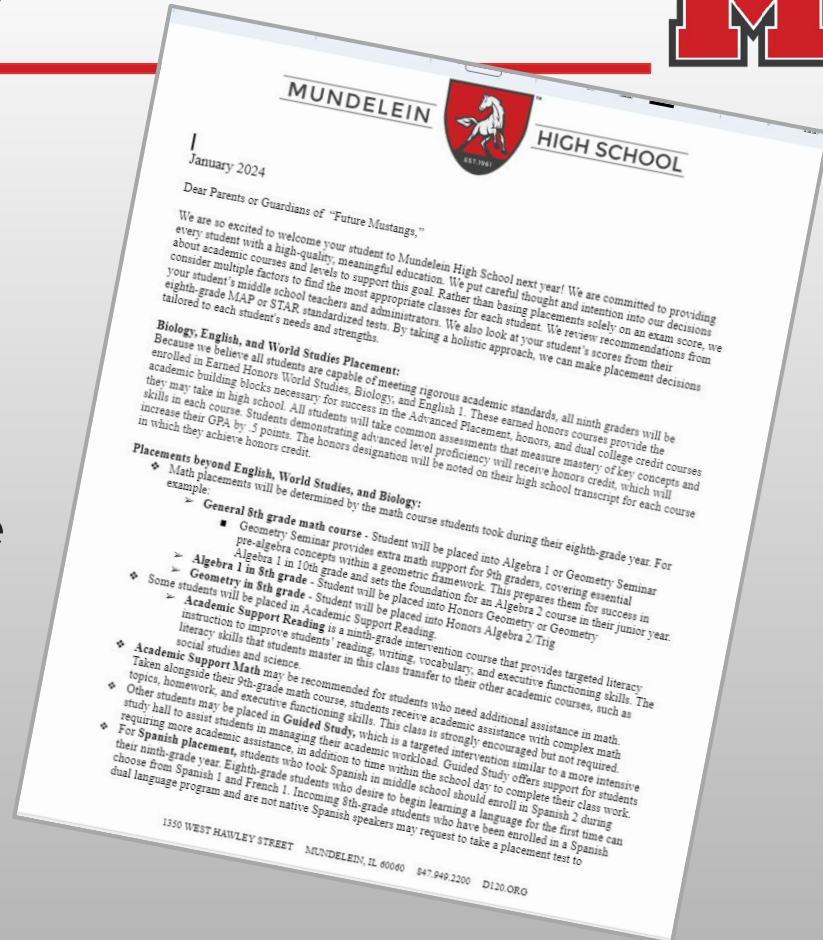 M
MUNDELEIN
HIGH SCHOOL
EST.1961
January 2024
Dear Parents or Guardians of "Future Mustangs,"
We are so excited to welcome your student to Mundelein High School next year! We are committed to providing
every student with a high-quality, meaningful education. We put careful thought and intention into our decisions
about academic courses and levels to support this goal. Rather than basing placements solely on an exam score, we
consider multiple factors to find the most appropriate classes for each student. We review recommendations from
your student's middle school teachers and administrators. We also look at your student's scores from their
eighth-grade MAP or STAR standardized tests. By taking a holistic approach, we can make placement decisions
tailored to each student's needs and strengths.
Biology, English, and World Studies Placement:
Because we believe all students are capable of meeting rigorous academic standards, all ninth graders will be
enrolled in Earned Honors World Studies, Biology, and English 1. These earned honors courses provide the
academic building blocks necessary for success in the Advanced Placement, honors, and dual college credit courses
they may take in high school. All students will take common assessments that measure mastery of key concepts and
skills in each course. Students demonstrating advanced level proficiency will receive honors credit, which will
increase their GPA by .5 points. The honors designation will be noted on their high school transcript for each course
in which they achieve honors credit.
Placements beyond English, World Studies, and Biology:
❖ Math placements will be determined by the math course students took during their eighth-grade year. For
example:
➢ General 8th grade math course - Student will be placed into Algebra 1 or Geometry Seminar
■ Geometry Seminar provides extra math support for 9th graders, covering essential
pre-algebra concepts within a geometric framework. This prepares them for success in
Algebra 1 in 10th grade and sets the foundation for an Algebra 2 course in their junior year.
➢ Algebra 1 in 8th grade - Student will be placed into Honors Geometry or Geometry
➢ Geometry in 8th grade - Student will be placed into Honors Algebra 2/Trig
❖ Some students will be placed in Academic Support Reading.
➢ Academic Support Reading is a ninth-grade intervention course that provides targeted literacy
instruction to improve students' reading, writing, vocabulary, and executive functioning skills. The
literacy skills that students master in this class transfer to their other academic courses, such as
social studies and science.
❖ Academic Support Math may be recommended for students who need additional assistance in math.
Taken alongside their 9th-grade math course, students receive academic assistance with complex math
topics, homework, and executive functioning skills. This class is strongly encouraged but not required.
❖ Other students may be placed in Guided Study, which is a targeted intervention similar to a more intensive
study hall to assist students in managing their academic workload. Guided Study offers support for students
requiring more academic assistance, in addition to time within the school day to complete their class work.
❖ For Spanish placement, students who took Spanish in middle school should enroll in Spanish 2 during
their ninth-grade year. Eighth-grade students who desire to begin learning a language for the first time can
choose from Spanish 1 and French 1. Incoming 8th-grade students who have been enrolled in a Spanish
dual language program and are not native Spanish speakers may request to take a placement test to
1350 WEST HAWLEY STREET MUNDELEIN, IL 60060 847.949.2200 D120.ORG